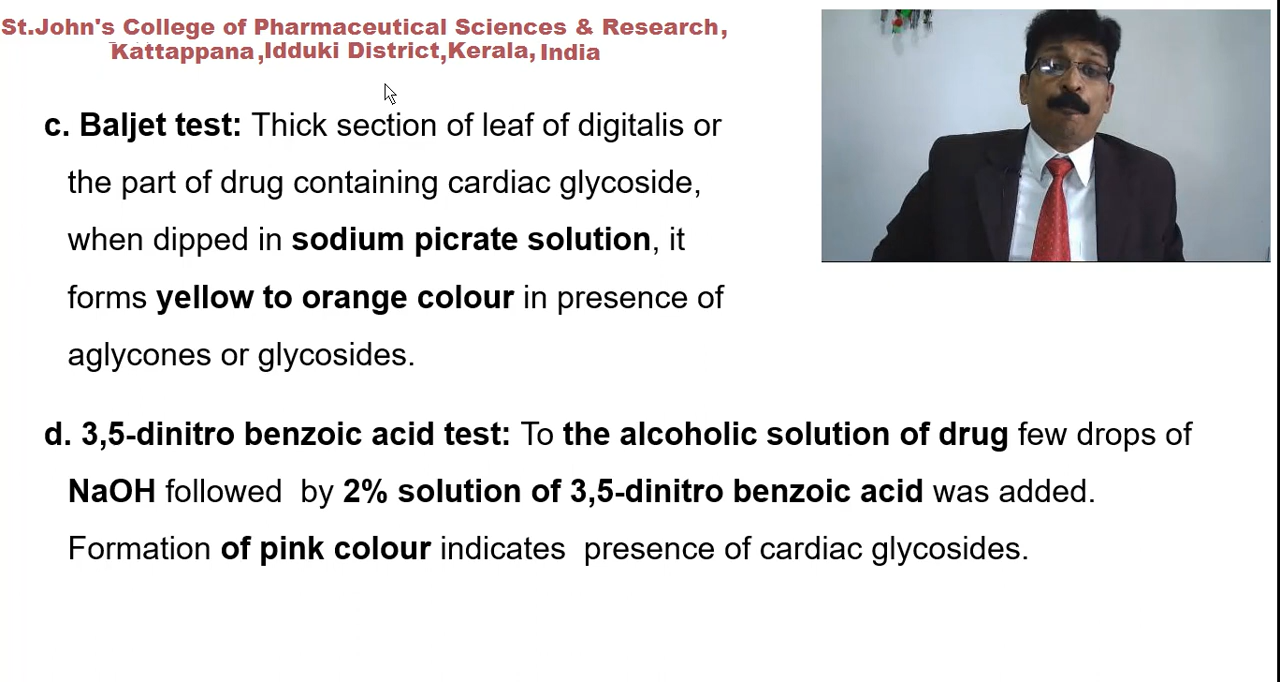 St.John's College of Pharmaceutical Sciences & Research,
Kattappana,Idduki District,Kerala, India
c. Baljet test: Thick section of leaf of digitalis or
the part of drug containing cardiac glycoside,
when dipped in sodium picrate solution, it
forms yellow to orange colour in presence of
aglycones or glycosides.
d. 3,5-dinitro benzoic acid test: To the alcoholic solution of drug few drops of
NaOH followed by 2% solution of 3,5-dinitro benzoic acid was added.
Formation of pink colour indicates presence of cardiac glycosides.